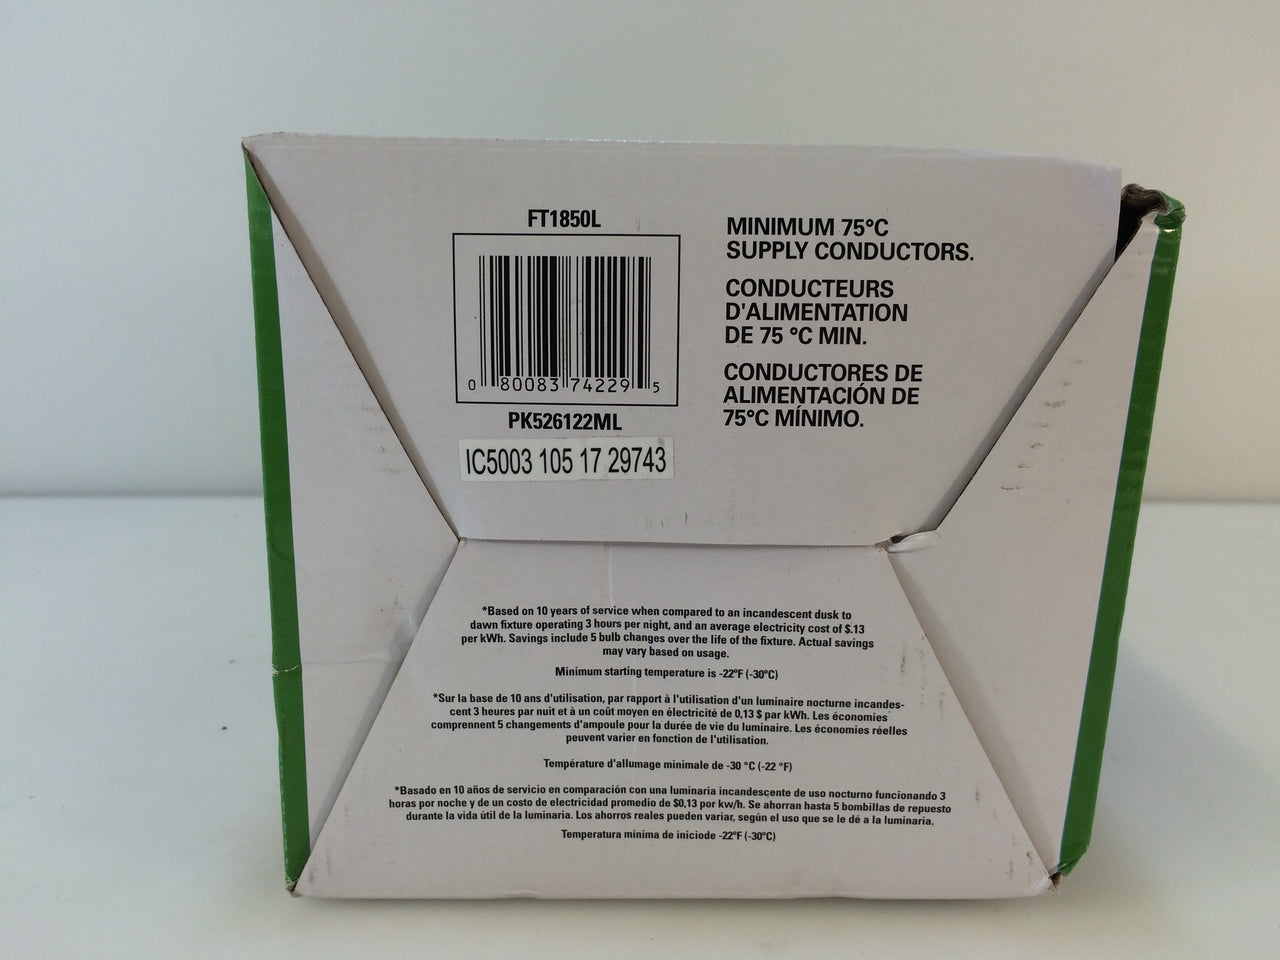 FT1850L
0 80083 74229 5
PK526122ML
IC5003 105 17 29743
MINIMUM 75°C
SUPPLY CONDUCTORS.
CONDUCTEURS
D'ALIMENTATION
DE 75 °C MIN.
CONDUCTORES DE
ALIMENTACIÓN DE
75°C MÍNIMO.
*Based on 10 years of service when compared to an incandescent dusk to
dawn fixture operating 3 hours per night, and an average electricity cost of $.13
per kWh. Savings include 5 bulb changes over the life of the fixture. Actual savings
may vary based on usage.
Minimum starting temperature is -22°F (-30°C)
*Sur la base de 10 ans d'utilisation, par rapport à l'utilisation d'un luminaire nocturne incandes-
cent 3 heures par nuit et à un coût moyen en électricité de 0,13 $ par kWh. Les économies
comprennent 5 changements d'ampoule pour la durée de vie du luminaire. Les économies réelles
peuvent varier en fonction de l'utilisation.
Température d'allumage minimale de -30 °C (-22 °F)
*Basado en 10 años de servicio en comparación con una luminaria incandescente de uso nocturno funcionando 3
horas por noche y de un costo de electricidad promedio de $0,13 por kw/h. Se ahorran hasta 5 bombillas de repuesto
durante la vida útil de la luminaria. Los ahorros reales pueden variar, según el uso que se le dé a la luminaria.
Temperatura mínima de iniciode -22°F (-30°C)